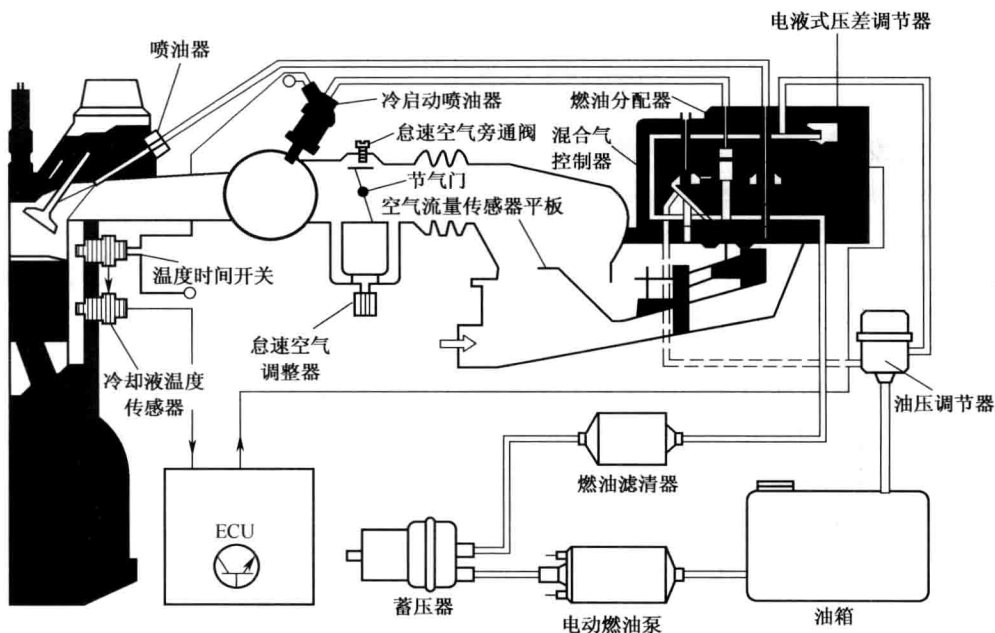 电液式压差调节器
喷油器
冷启动喷油器
燃油分配器
怠速空气旁通阀
混合气
控制器
节气门
空气流量传感器平板
温度时间开关
怠速空气
调整器
冷却液温度
传感器
油压调节器
燃油滤清器
ECU
蓄压器
电动燃油泵
油箱